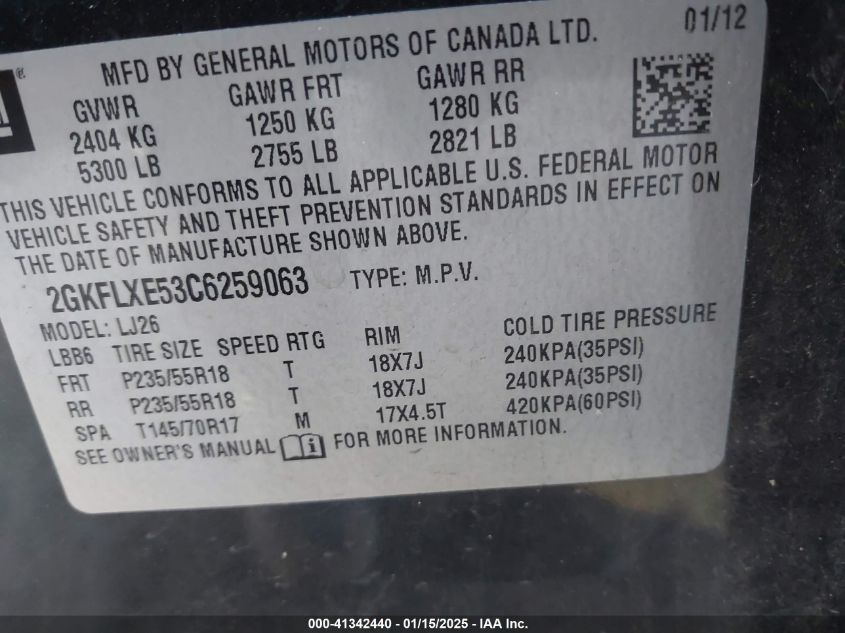 01/12
MFD BY GENERAL MOTORS OF CANADA LTD.
GVWR GAWR FRT GAWR RR
2404 KG 1250 KG 1280 KG
5300 LB 2755 LB 2821 LB
THIS VEHICLE CONFORMS TO ALL APPLICABLE U.S. FEDERAL MOTOR
VEHICLE SAFETY AND THEFT PREVENTION STANDARDS IN EFFECT ON
THE DATE OF MANUFACTURE SHOWN ABOVE.
2GKFLXE53C6259063 TYPE: M.P.V.
MODEL: LJ26
LBB6 TIRE SIZE SPEED RTG RIM COLD TIRE PRESSURE
FRT P235/55R18 T 18X7J 240KPA(35PSI)
RR P235/55R18 T 18X7J 240KPA(35PSI)
SPA T145/70R17 M 17X4.5T 420KPA(60PSI)
SEE OWNER'S MANUAL i FOR MORE INFORMATION.
000-41342440 - 01/15/2025 - IAA Inc.